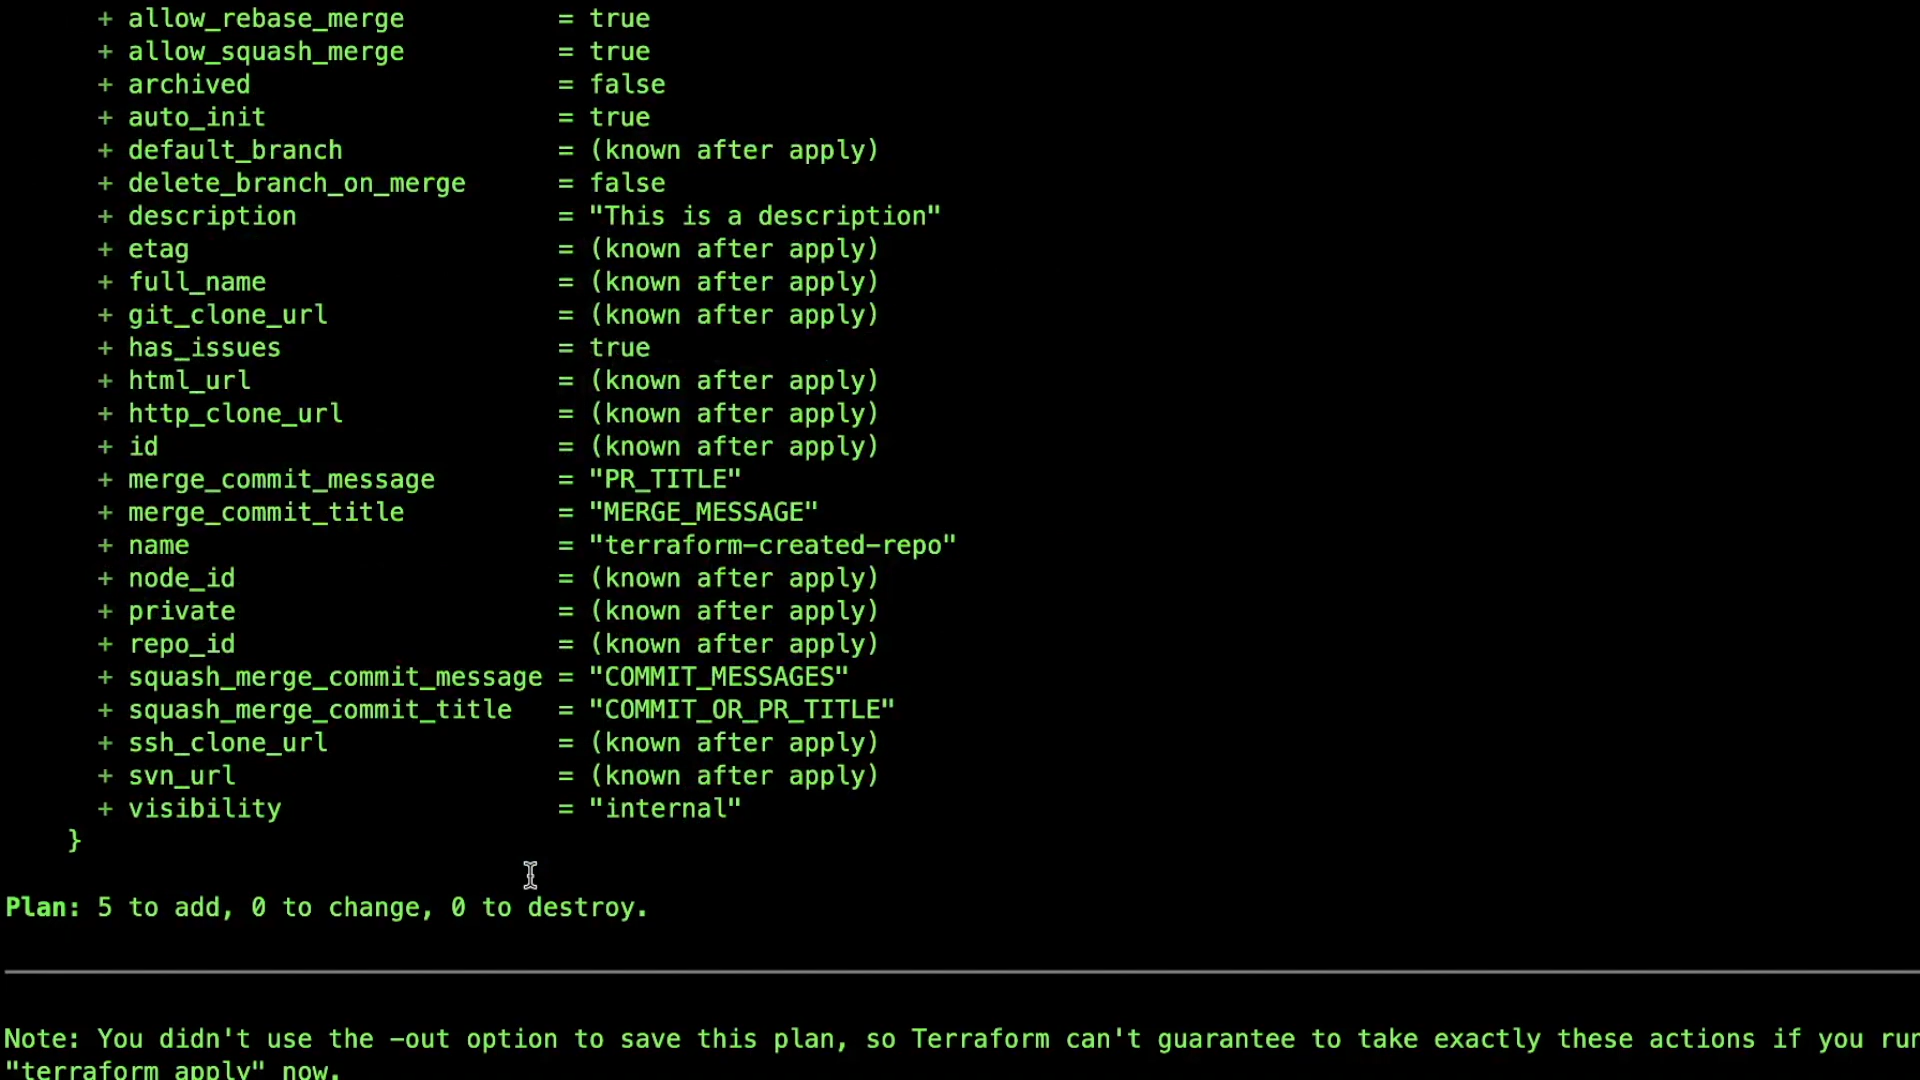 + allow_rebase_merge = true
+ allow_squash_merge = true
+ archived = false
+ auto_init = true
+ default_branch = (known after apply)
+ delete_branch_on_merge = false
+ description = "This is a description"
+ etag = (known after apply)
+ full_name = (known after apply)
+ git_clone_url = (known after apply)
+ has_issues = true
+ html_url = (known after apply)
+ http_clone_url = (known after apply)
+ id = (known after apply)
+ merge_commit_message = "PR_TITLE"
+ merge_commit_title = "MERGE_MESSAGE"
+ name = "terraform-created-repo"
+ node_id = (known after apply)
+ private = (known after apply)
+ repo_id = (known after apply)
+ squash_merge_commit_message = "COMMIT_MESSAGES"
+ squash_merge_commit_title = "COMMIT_OR_PR_TITLE"
+ ssh_clone_url = (known after apply)
+ svn_url = (known after apply)
+ visibility = "internal"
}
Plan: 5 to add, 0 to change, 0 to destroy.
Note: You didn't use the -out option to save this plan, so Terraform can't guarantee to take exactly these actions if you run
"terraform apply" now.